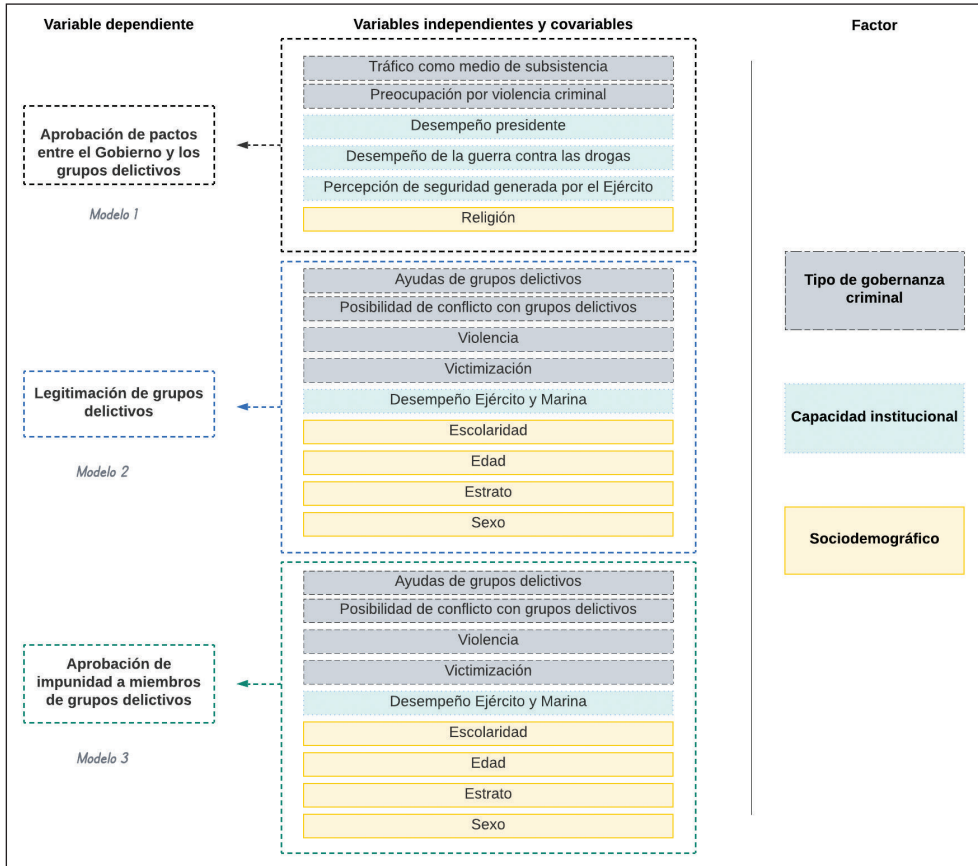 Variable dependiente
Variables independientes y covariables
Factor
Tráfico como medio de subsistencia
Preocupación por violencia criminal
Desempeño presidente
Desempeño de la guerra contra las drogas
Percepción de seguridad generada por el Ejército
Religión
Aprobación de pactos
entre el Gobierno y los
grupos delictivos
Modelo 1
Ayudas de grupos delictivos
Posibilidad de conflicto con grupos delictivos
Violencia
Victimización
Desempeño Ejército y Marina
Escolaridad
Edad
Estrato
Sexo
Legitimación de grupos
delictivos
Modelo 2
Ayudas de grupos delictivos
Posibilidad de conflicto con grupos delictivos
Violencia
Victimización
Desempeño Ejército y Marina
Escolaridad
Edad
Estrato
Sexo
Aprobación de
impunidad a miembros
de grupos delictivos
Modelo 3
Tipo de gobernanza
criminal
Capacidad institucional
Sociodemográfico